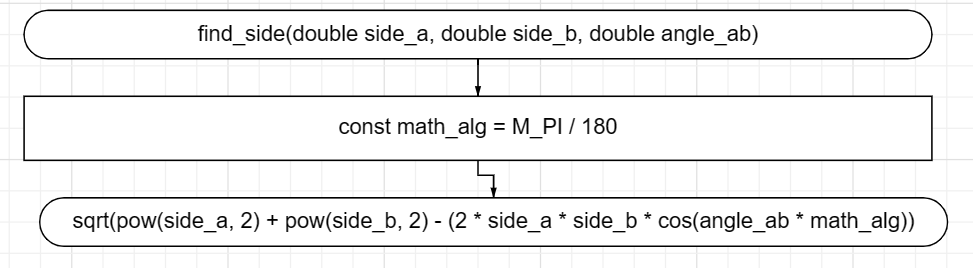 find_side(double side_a, double side_b, double angle_ab)
const math_alg = M_PI / 180
sqrt(pow(side_a, 2) + pow(side_b, 2) - (2 * side_a * side_b * cos(angle_ab * math_alg))